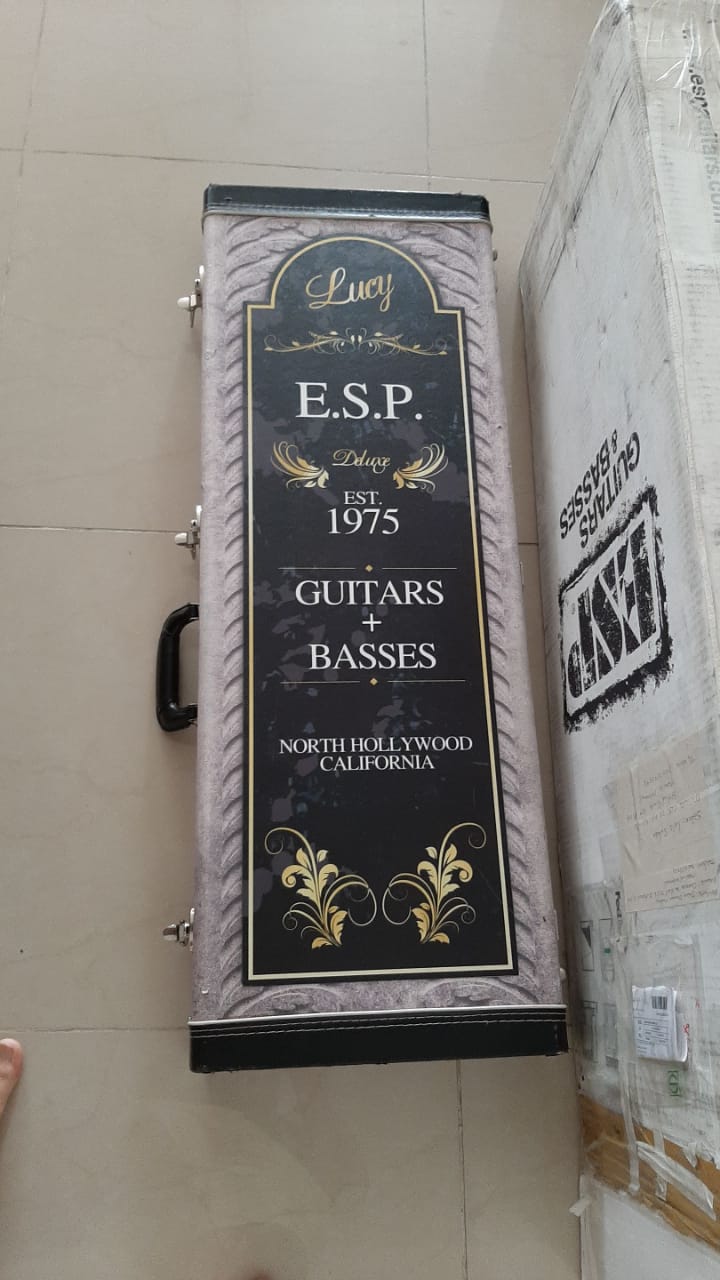 Lucy
E.S.P.
Deluxe
EST.
1975
GUITARS
+
BASSES
NORTH HOLLYWOOD
CALIFORNIA
ESP
GUITARS
& BASSES